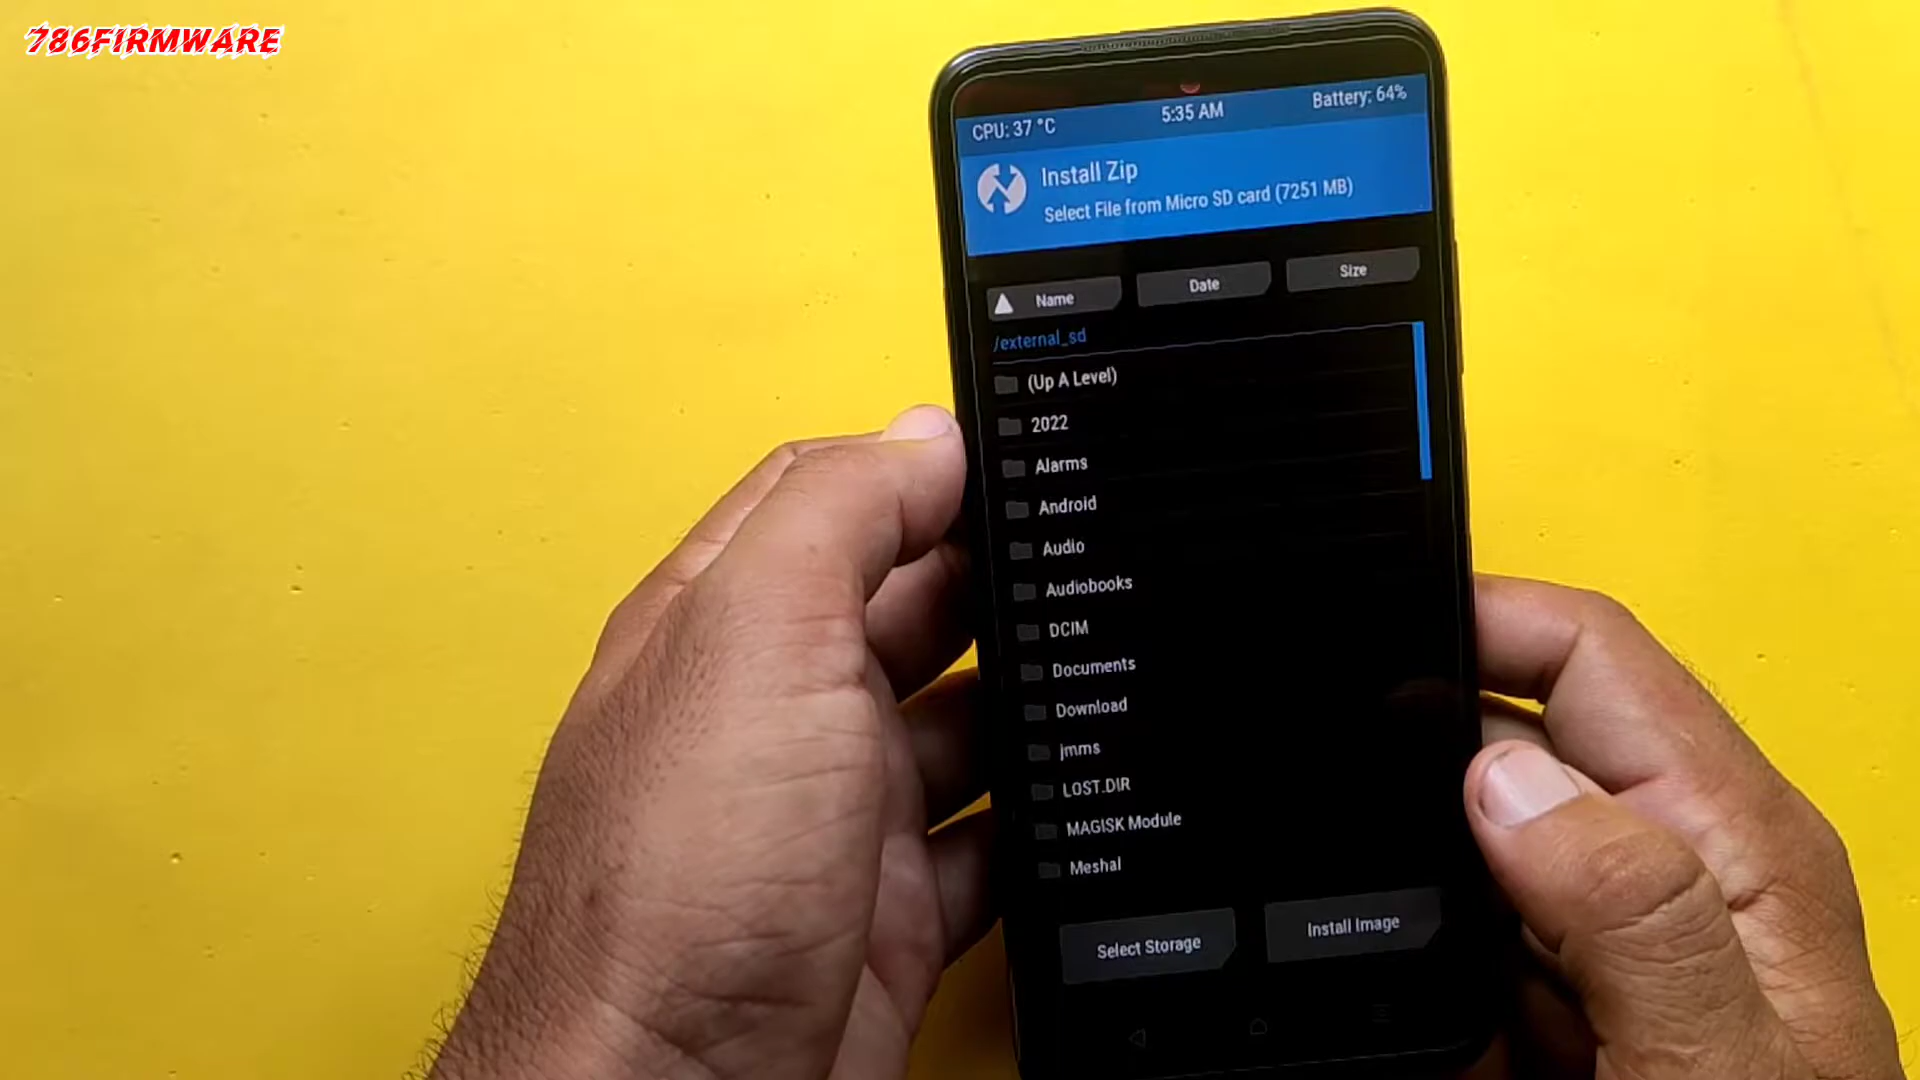 786FIRMWARE
CPU: 37 °C
5:35 AM
Battery: 64%
Install Zip
Select File from Micro SD card (7251 MB)
Name
Date
Size
/external_sd
(Up A Level)
2022
Alarms
Android
Audio
Audiobooks
DCIM
Documents
Download
jmms
LOST.DIR
MAGISK Module
Meshal
Select Storage
Install Image